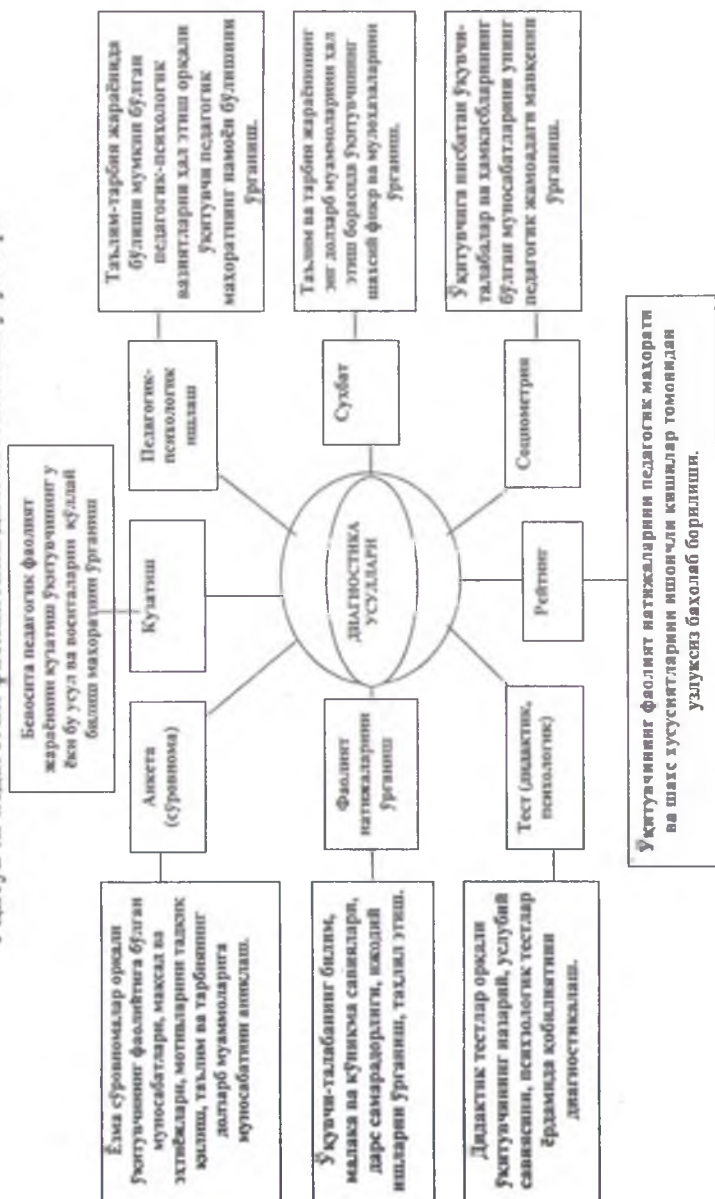 Бевосита педагогик фаолият
жараёнини кузатиш ўқитувчининг у
ёки бу усул ва воситаларни қўллай
билиш маҳоратини ўрганиш
Ёзма сўровномалар орқали
ўқитувчининг фаолиятига бўлган
муносабатлари, мақсад ва
эҳтиёжлари, мотивларини тадқиқ
қилиш, таълим ва тарбиянинг
долзарб муаммоларига
муносабатини аниқлаш.
Анкета
(сўровнома)
Кузатиш
Педагогик-
психологик
ишлаш
Таълим-тарбия жараёнида
бўлиши мумкин бўлган
педагогик-психологик
вазиятларни ҳал этиш орқали
ўқитувчи педагогик
маҳоратнинг намоён бўлишини
ўрганиш.
Ўқувчи-талабанинг билим,
малака ва кўникма савиялари,
дарс самарадорлиги, ижодий
ишларни ўрганиш, таҳлил этиш.
Фаолият
натижаларини
ўрганиш
ДИАГНОСТИКА
УСУЛЛАРИ
Суҳбат
Таълим ва тарбия жараёнининг
энг долзарб муаммоларини ҳал
этиш борасида ўқитувчининг
шахсий фикр ва мулоҳазаларини
ўрганиш.
Дидактик тестлар орқали
ўқитувчининг назарий, услубий
савиясини, психологик тестлар
ёрдамида қобилиятини
диагностикалаш.
Тест (дидактик,
психологик)
Рейтинг
Социометрия
Ўқитувчига нисбатан ўқувчи-
талабалар ва ҳамкасбларининг
бўлган муносабатларини унинг
педагогик жамоадаги мавқеини
ўрганиш.
Ўқитувчининг фаолият натижаларини педагогик маҳорати
ва шахс хусусиятларини ишончли кишилар томонидан
узлуксиз баҳолаб борилиши.